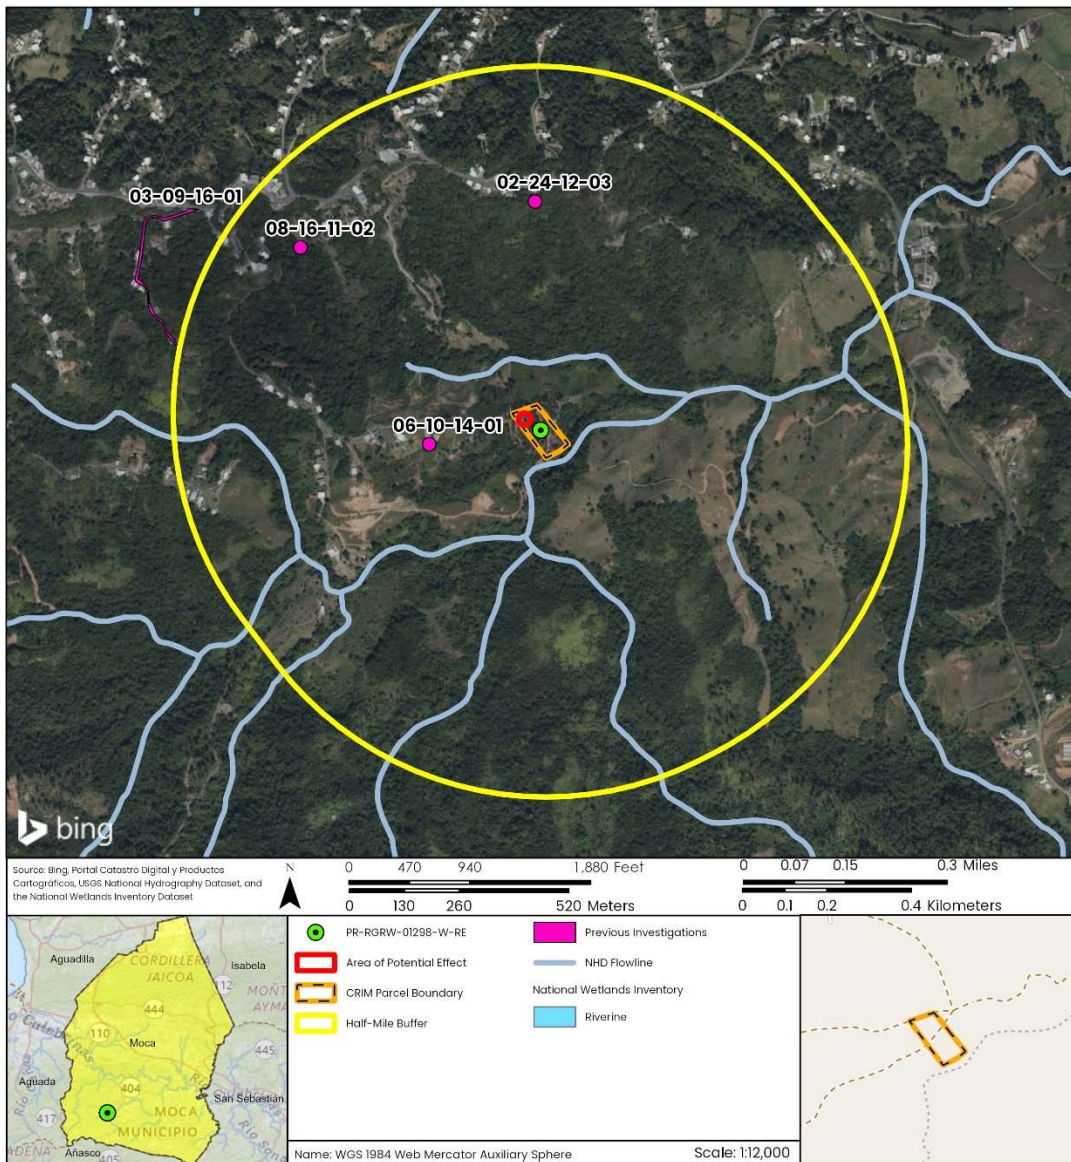 03-09-16-01
02-24-12-03
08-16-11-02
06-10-14-01
bing
Source: Bing, Portal Catastro Digital y Productos
Cartográficos, USGS National Hydrography Dataset, and
the National Wetlands Inventory Dataset
N
0 470 940 1,880 Feet
0 130 260 520 Meters
0 0.07 0.15 0.3 Miles
0 0.1 0.2 0.4 Kilometers
Aguadilla
CORDILLERA
JAICOA
Isabela
112
444
110
Culebrinas
Moca
445
Aguada
404
San Sebastián
417
MOCA
MUNICIPIO
Añasco
405
PR-RGRW-01298-W-RE
Area of Potential Effect
CRIM Parcel Boundary
Half-Mile Buffer
Previous Investigations
NHD Flowline
National Wetlands Inventory
Riverine
Name: WGS 1984 Web Mercator Auxiliary Sphere
Scale: 1:12,000